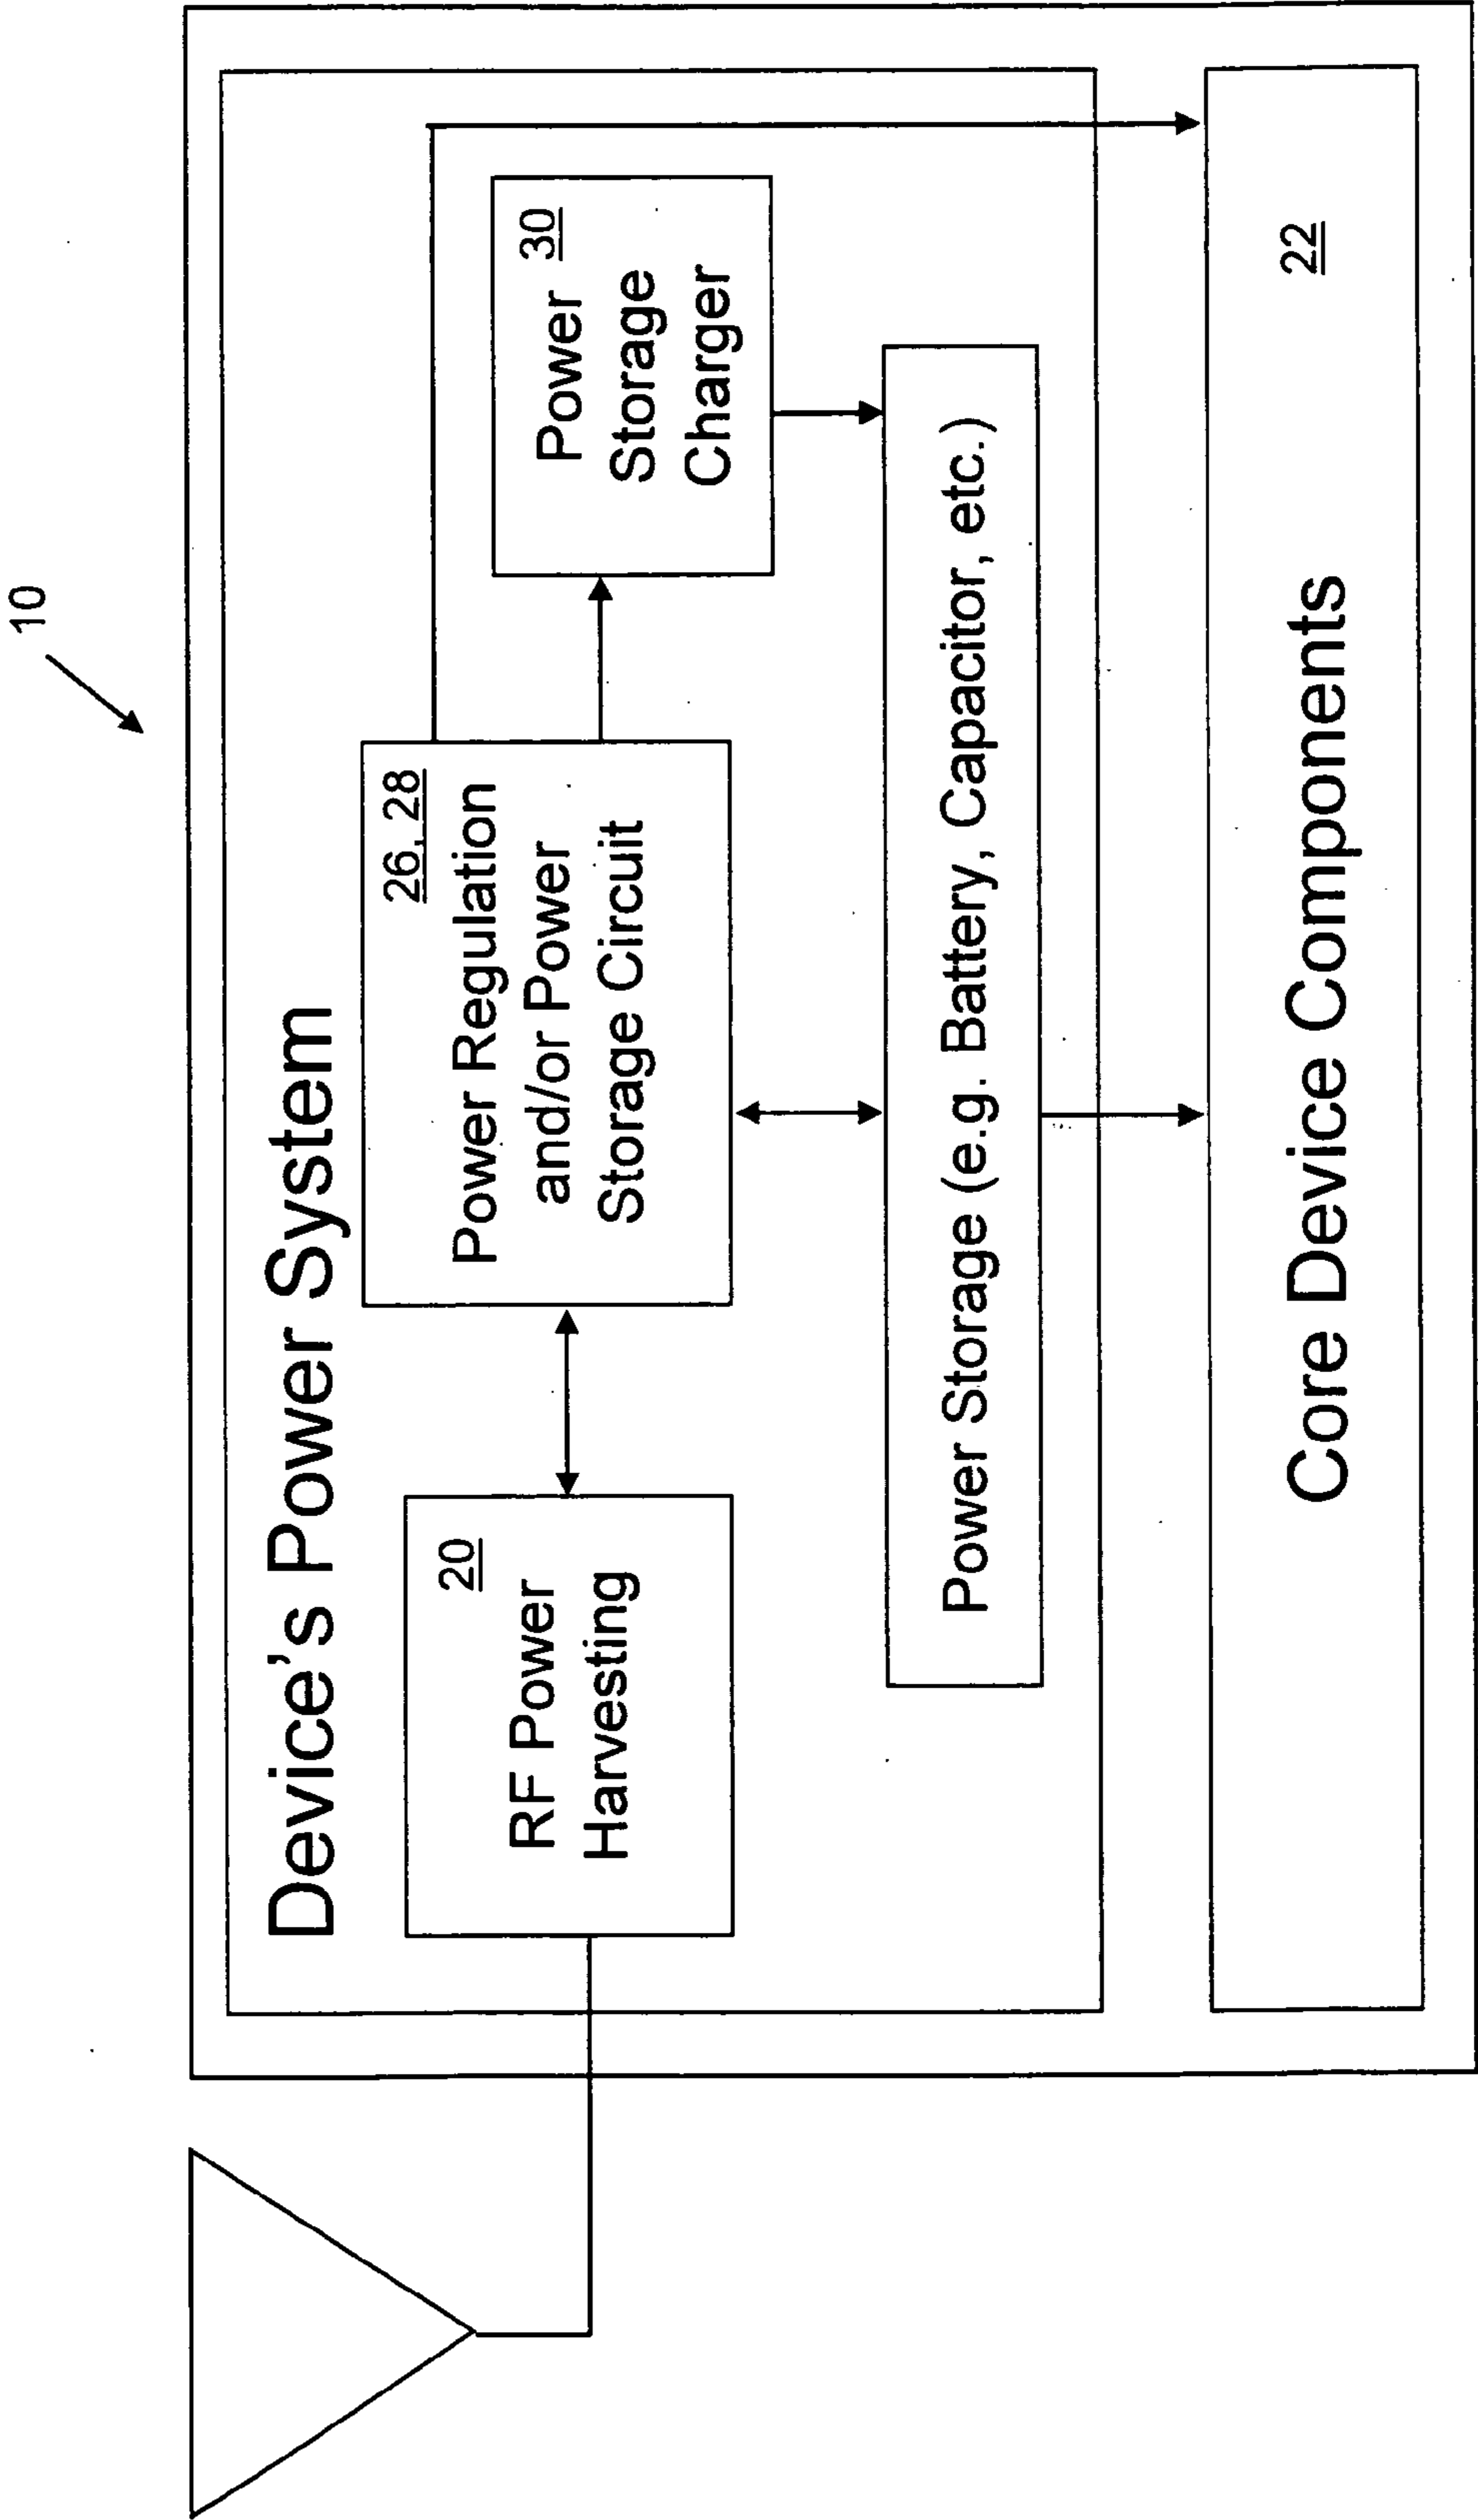 10
Device's Power System
20
RF Power
Harvesting
26, 28
Power Regulation
and/or Power
Storage Circuit
30
Power
Storage
Charger
Power Storage (e.g. Battery, Capacitor, etc.)
22
Core Device Components